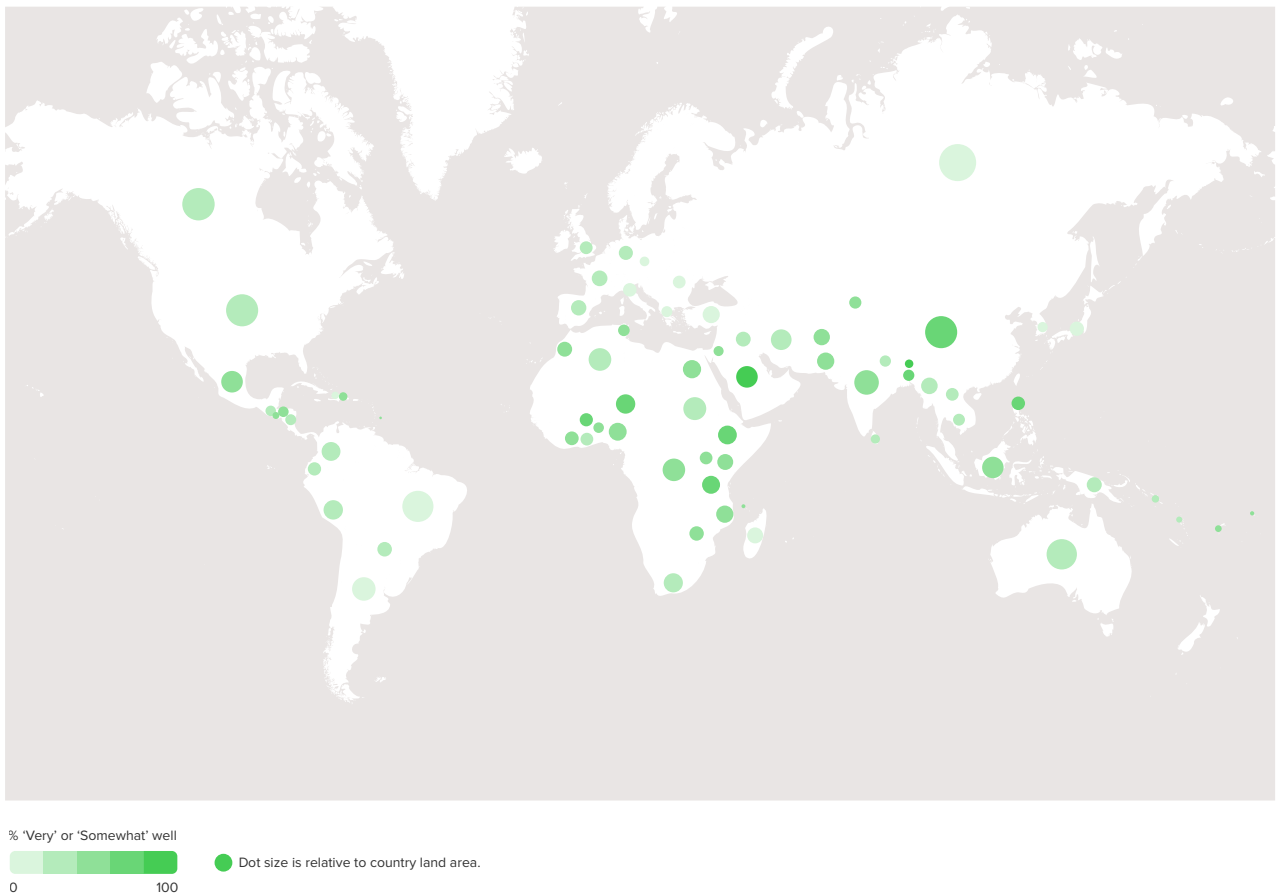 % ‘Very’ or ‘Somewhat’ well
Dot size is relative to country land area.
0 100